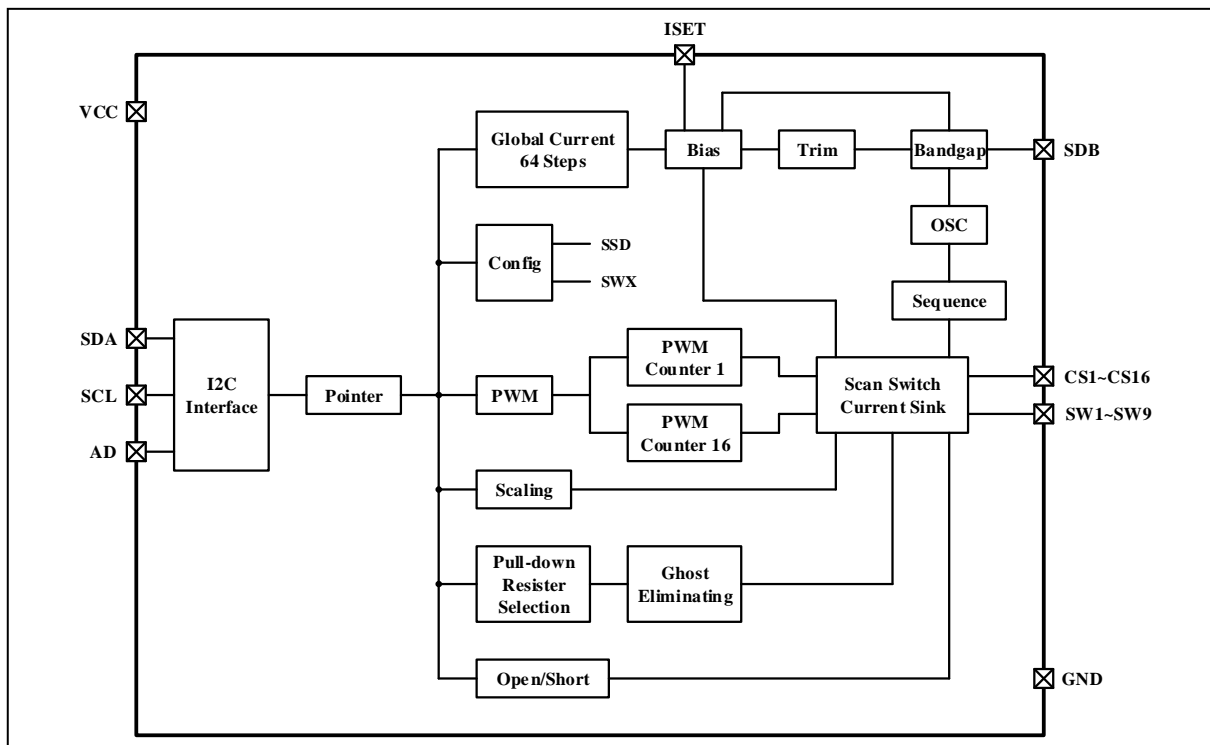 ISET
VCC
Global Current
64 Steps
Bias
Trim
Bandgap
SDB
OSC
Config
SSD
SWX
Sequence
SDA
SCL
AD
I2C
Interface
Pointer
PWM
PWM
Counter 1
PWM
Counter 16
Scan Switch
Current Sink
CS1~CS16
SW1~SW9
Scaling
Pull-down
Resister
Selection
Ghost
Eliminating
Open/Short
GND